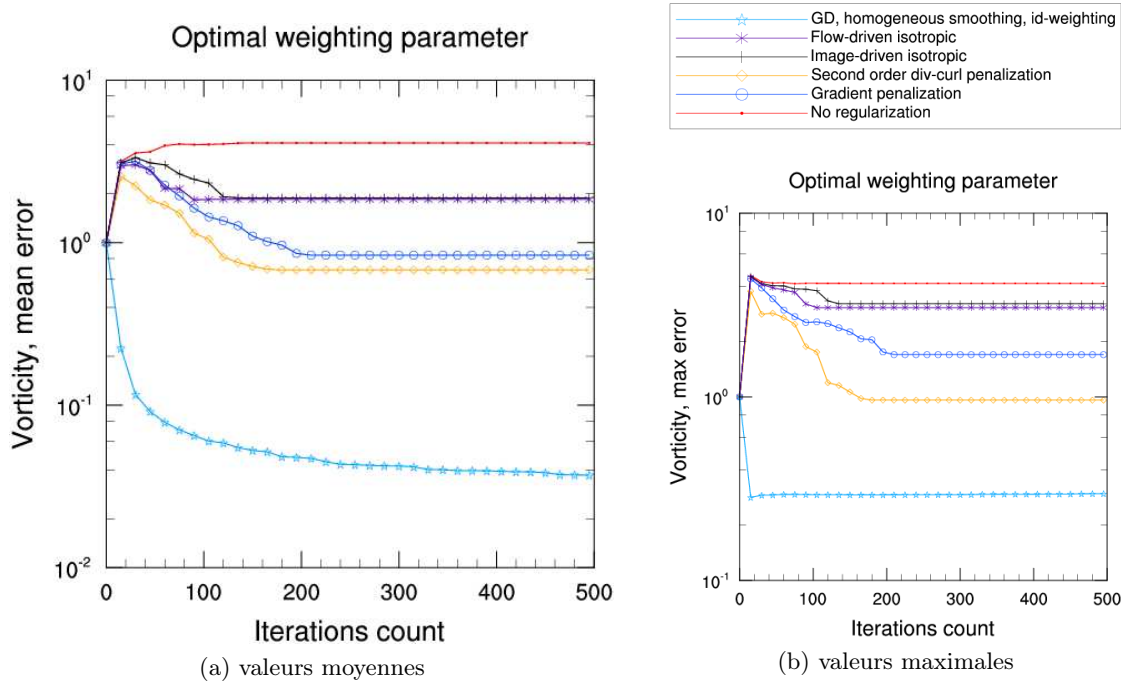 GD, homogeneous smoothing, id-weighting
Flow-driven isotropic
Image-driven isotropic
Second order div-curl penalization
Gradient penalization
No regularization
Optimal weighting parameter
10^1
10^0
10^-1
10^-2
Vorticity, mean error
0 100 200 300 400 500
Iterations count
(a) valeurs moyennes
Optimal weighting parameter
10^1
10^0
10^-1
Vorticity, max error
0 100 200 300 400 500
Iterations count
(b) valeurs maximales